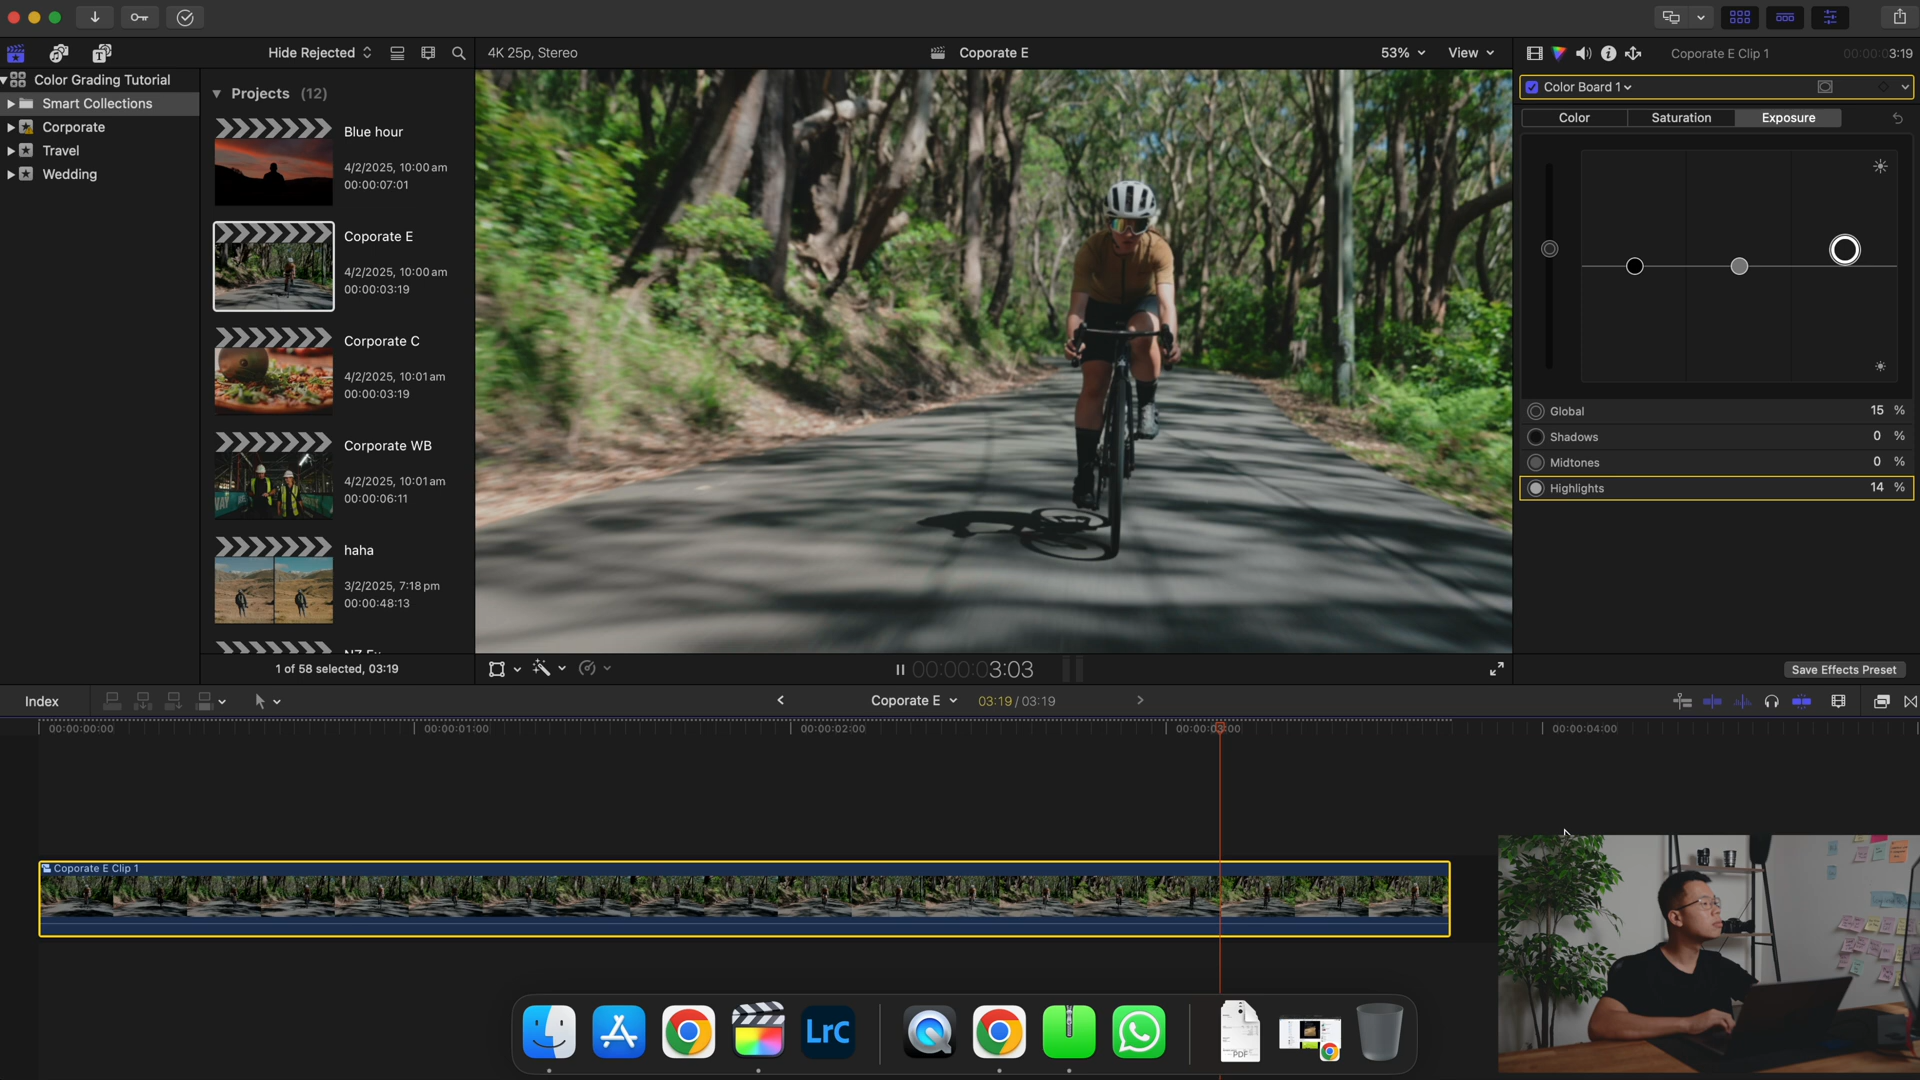 Hide Rejected
4K 25p, Stereo
Coporate E
53%
View
Coporate E Clip 1
00:00:03:19
Color Grading Tutorial
Smart Collections
Corporate
Travel
Wedding
Projects (12)
Blue hour
4/2/2025, 10:00 am
00:00:07:01
Coporate E
4/2/2025, 10:00 am
00:00:03:19
Corporate C
4/2/2025, 10:01 am
00:00:03:19
Corporate WB
4/2/2025, 10:01 am
00:00:06:11
haha
3/2/2025, 7:18 pm
00:00:48:13
1 of 58 selected, 03:19
Color Board 1
Color
Saturation
Exposure
Global 15 %
Shadows 0 %
Midtones 0 %
Highlights 14 %
00:00:03:03
Save Effects Preset
Index
Coporate E
03:19 / 03:19
00:00:00:00
00:00:01:00
00:00:02:00
00:00:03:00
00:00:04:00
Coporate E Clip 1
LrC
PDF